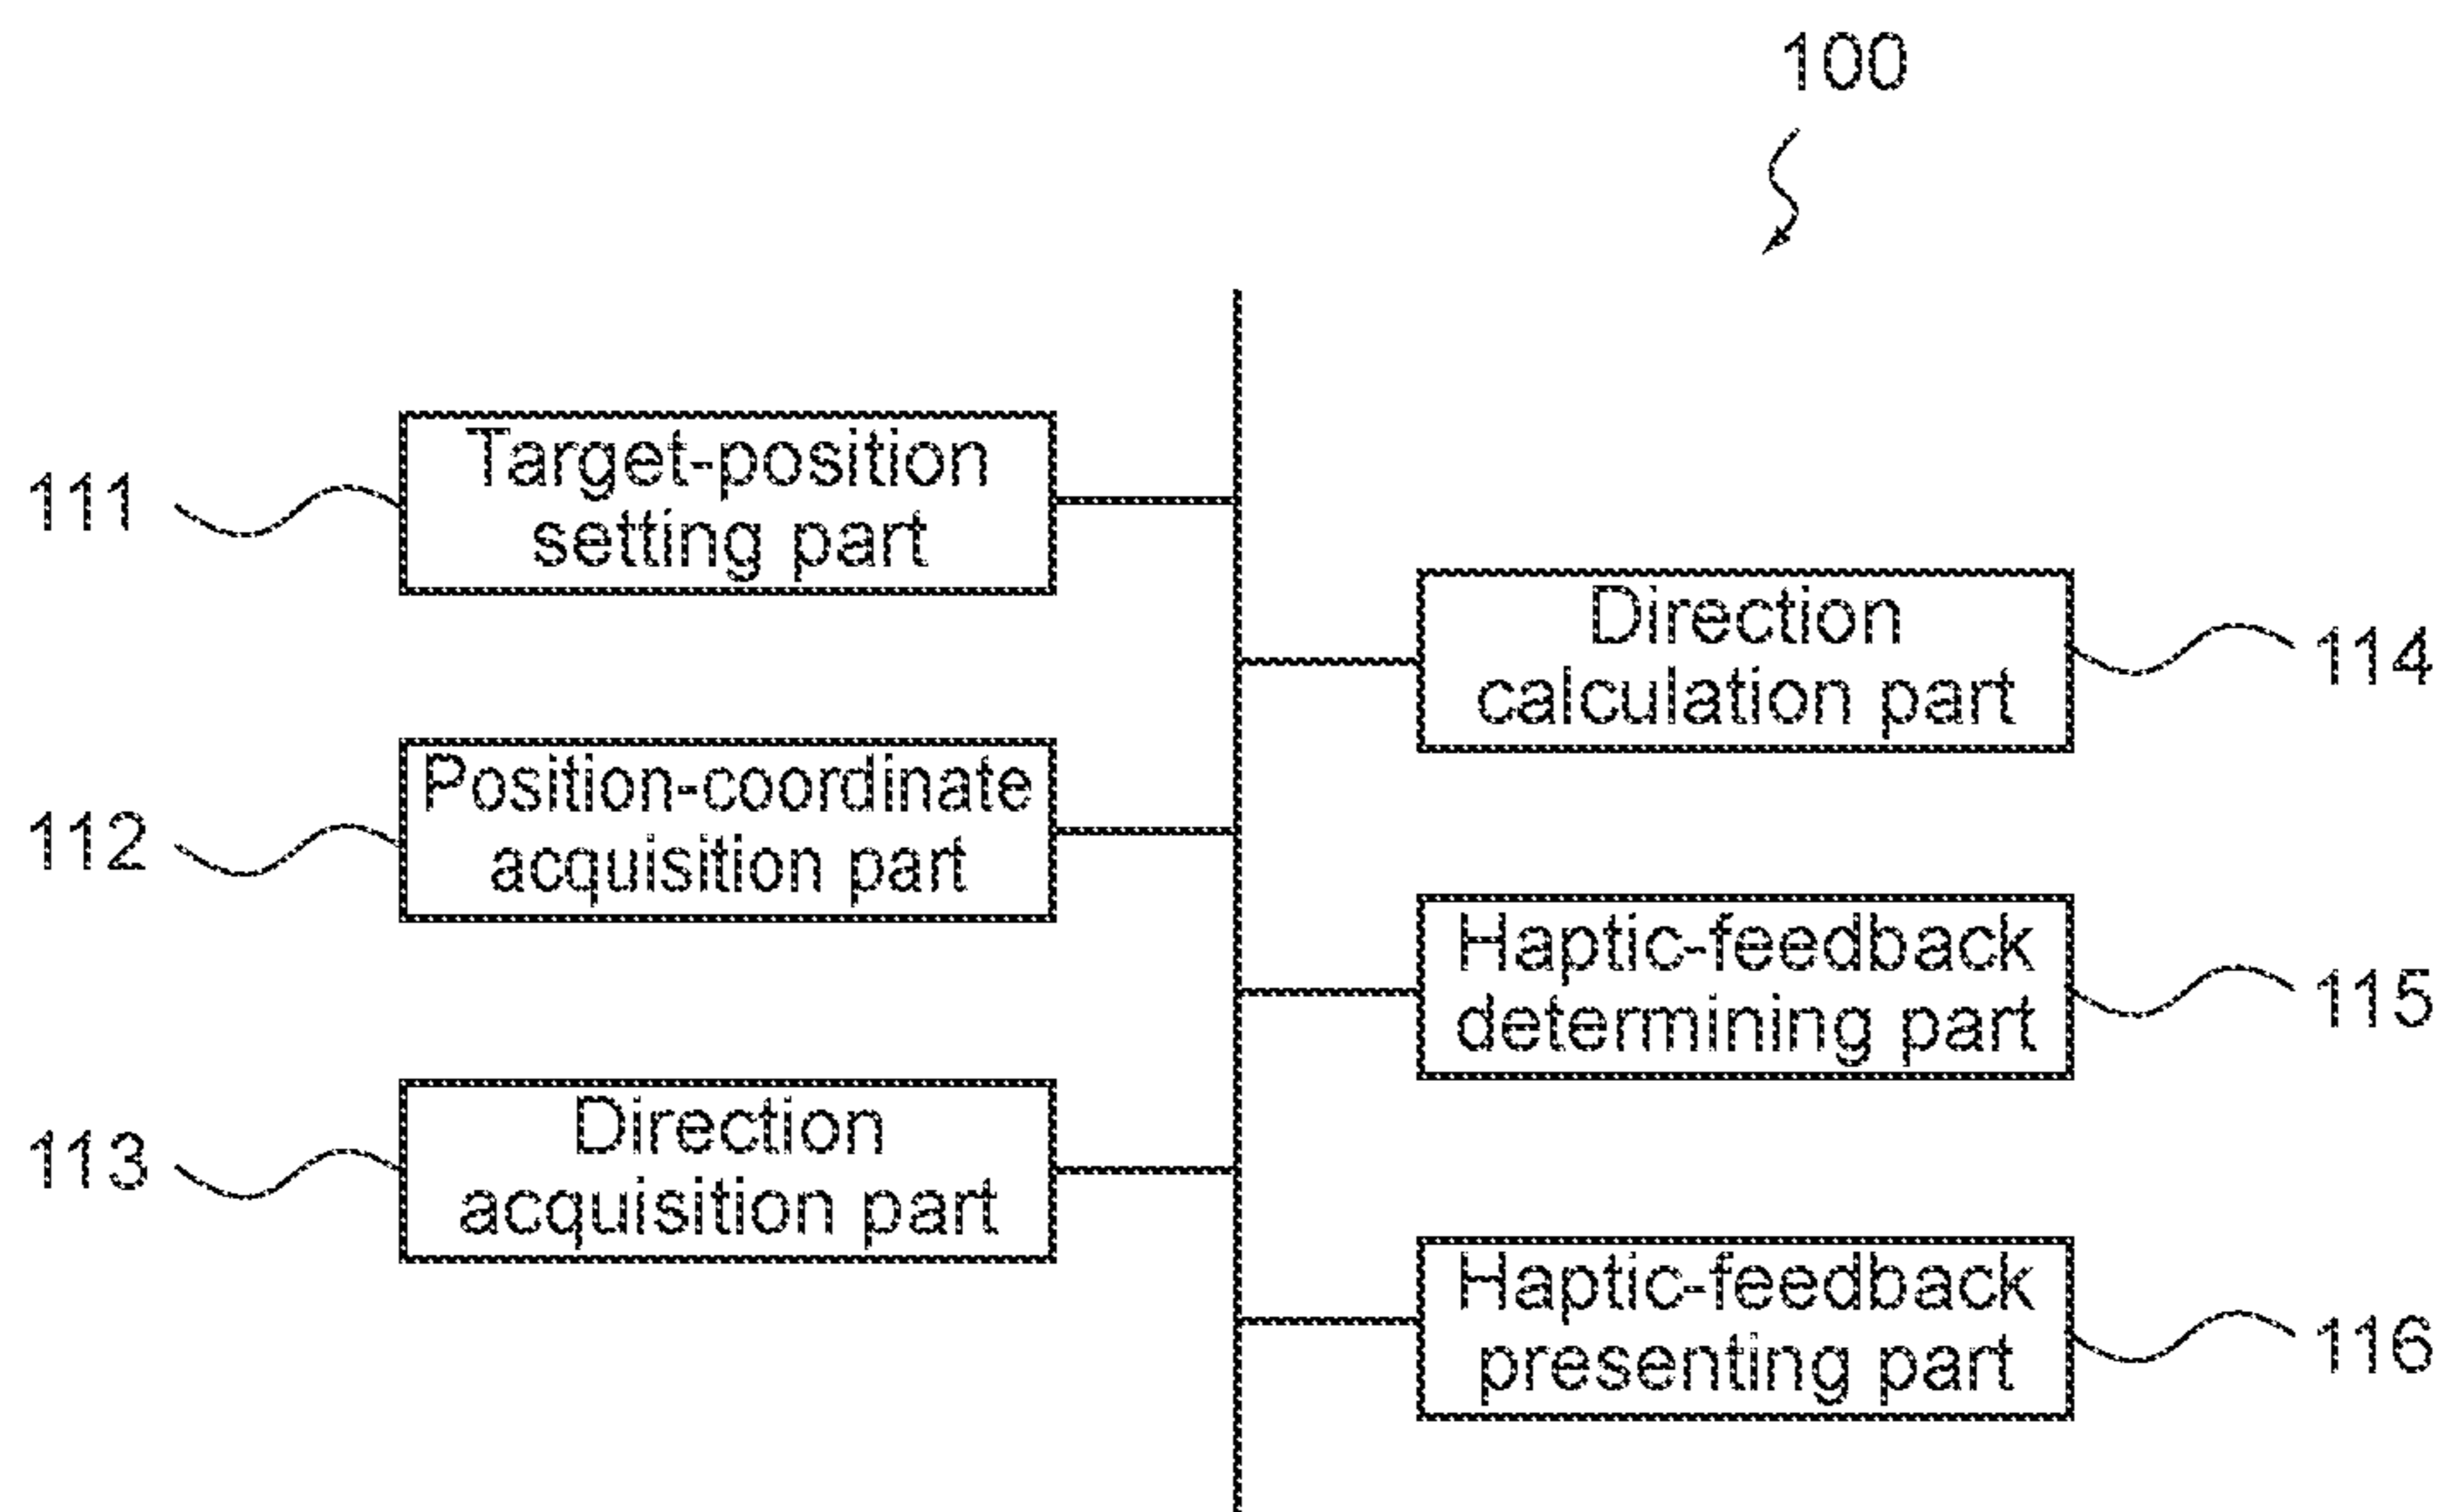 100
111
Target-position
setting part
Direction
calculation part
114
112
Position-coordinate
acquisition part
Haptic-feedback
determining part
115
113
Direction
acquisition part
Haptic-feedback
presenting part
116